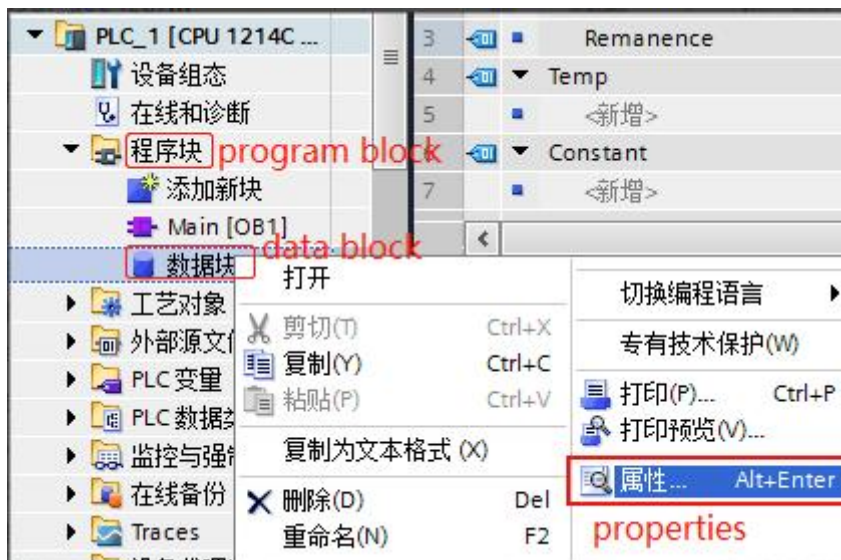 PLC_1 [CPU 1214C ...
设备组态
在线和诊断
程序块 program block
添加新块
Main [OB1]
数据块 data block
工艺对象
外部源文
PLC 变量
PLC 数据类
监控与强制
在线备份
Traces
3 Remanence
4 Temp
5 <新增>
Constant
7 <新增>
打开
剪切(T) Ctrl+X
复制(Y) Ctrl+C
粘贴(P) Ctrl+V
复制为文本格式 (X)
删除(D) Del
重命名(N) F2
切换编程语言
专有技术保护(W)
打印(P)... Ctrl+P
打印预览(V)...
属性... Alt+Enter
properties